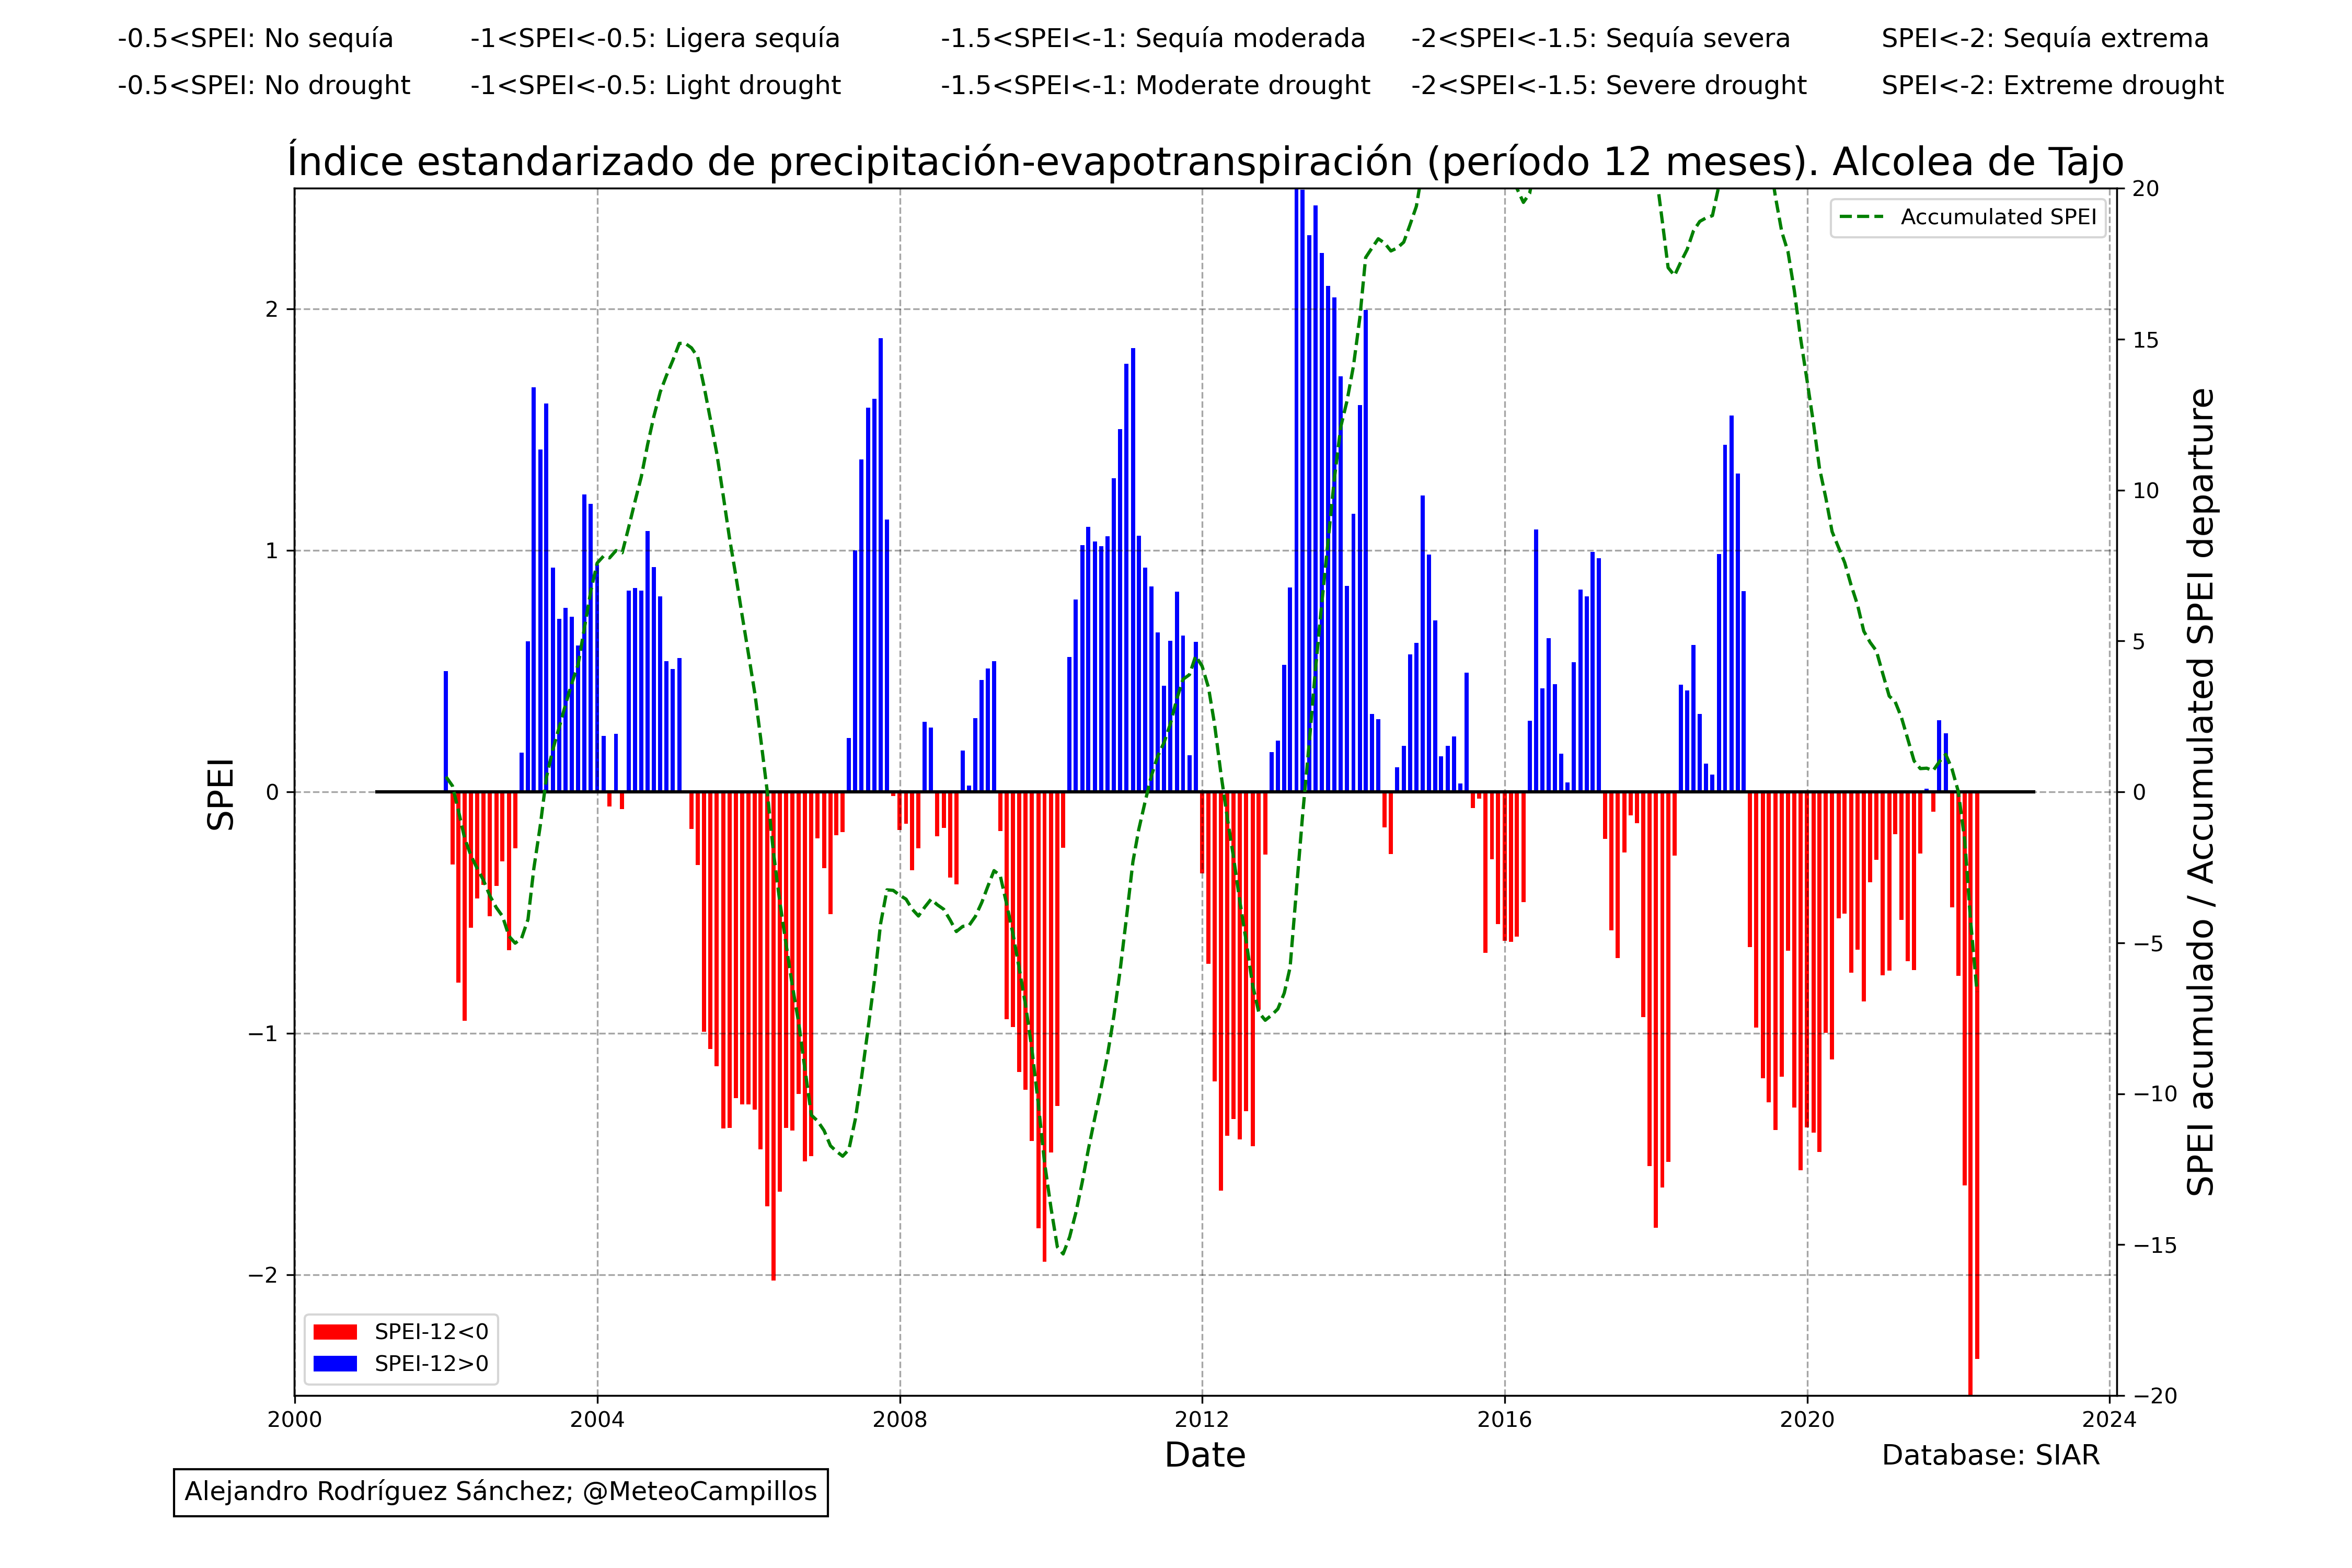 -0.5<SPEI: No sequía -1<SPEI<-0.5: Ligera sequía -1.5<SPEI<-1: Sequía moderada -2<SPEI<-1.5: Sequía severa SPEI<-2: Sequía extrema
-0.5<SPEI: No drought -1<SPEI<-0.5: Light drought -1.5<SPEI<-1: Moderate drought -2<SPEI<-1.5: Severe drought SPEI<-2: Extreme drought
Índice estandarizado de precipitación-evapotranspiración (período 12 meses). Alcolea de Tajo
Accumulated SPEI
SPEI
2
1
0
−1
−2
20
15
10
5
0
−5
−10
−15
−20
SPEI acumulado / Accumulated SPEI departure
SPEI-12<0
SPEI-12>0
2000 2004 2008 2012 2016 2020 2024
Date
Database: SIAR
Alejandro Rodríguez Sánchez; @MeteoCampillos